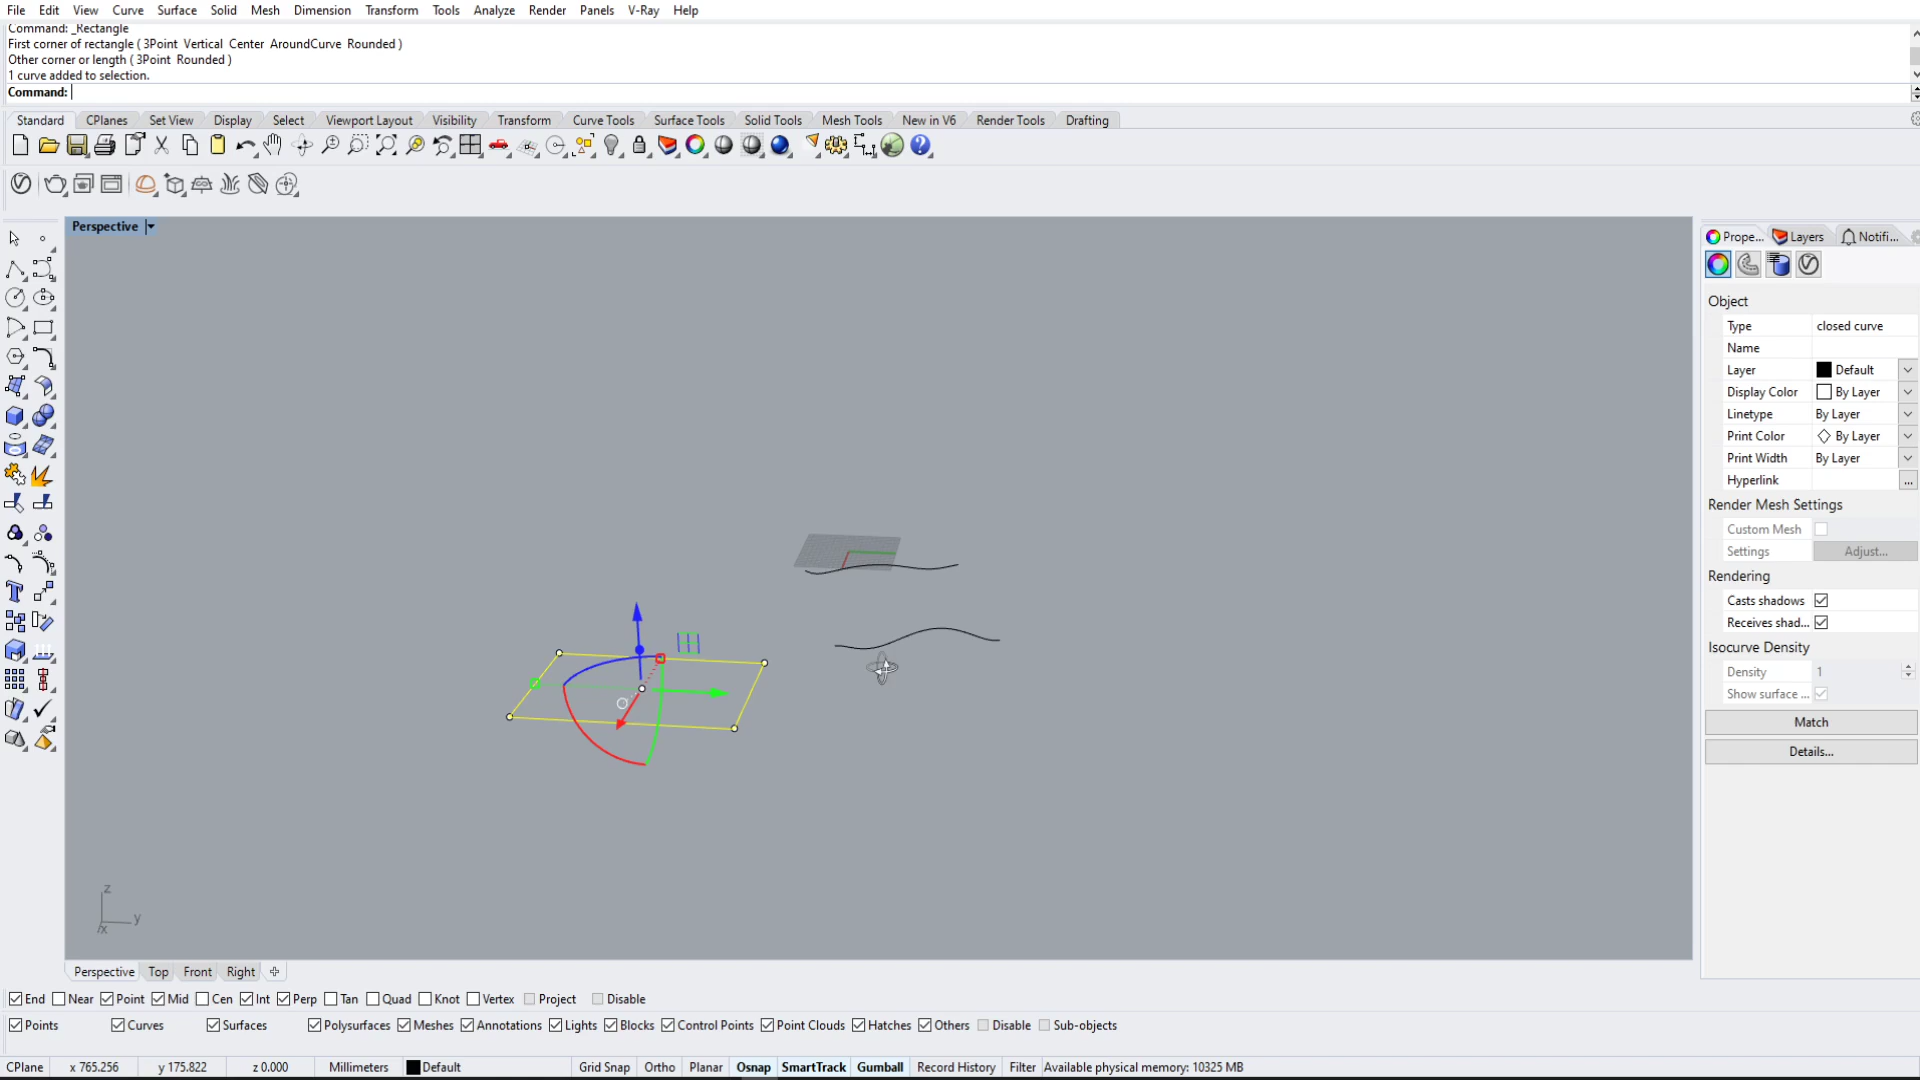 File Edit View Curve Surface Solid Mesh Dimension Transform Tools Analyze Render Panels V-Ray Help
Command: _Rectangle
First corner of rectangle ( 3Point Vertical Center AroundCurve Rounded )
Other corner or length ( 3Point Rounded )
1 curve added to selection.
Command:
Standard CPlanes Set View Display Select Viewport Layout Visibility Transform Curve Tools Surface Tools Solid Tools Mesh Tools New in V6 Render Tools Drafting
Perspective
Prope... Layers Notifi...
Object
Type closed curve
Name
Layer Default
Display Color By Layer
Linetype By Layer
Print Color By Layer
Print Width By Layer
Hyperlink ...
Render Mesh Settings
Custom Mesh
Settings Adjust...
Rendering
Casts shadows
Receives shad...
Isocurve Density
Density 1
Show surface ...
Match
Details...
z
y
x
Perspective Top Front Right
End Near Point Mid Cen Int Perp Tan Quad Knot Vertex Project Disable
Points Curves Surfaces Polysurfaces Meshes Annotations Lights Blocks Control Points Point Clouds Hatches Others Disable Sub-objects
CPlane x 765.256 y 175.822 z 0.000 Millimeters Default Grid Snap Ortho Planar Osnap SmartTrack Gumball Record History Filter Available physical memory: 10325 MB